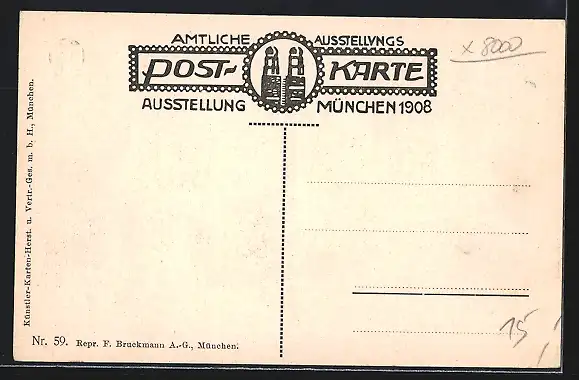 AMTLICHE AUSSTELLVNGS
POST- KARTE
AUSSTELLUNG MÜNCHEN 1908
x 8000
Künstler-Karten-Herst. u. Vertr.-Ges. m. b. H., München.
15
Nr. 59. Repr. F. Bruckmann A.-G., München.